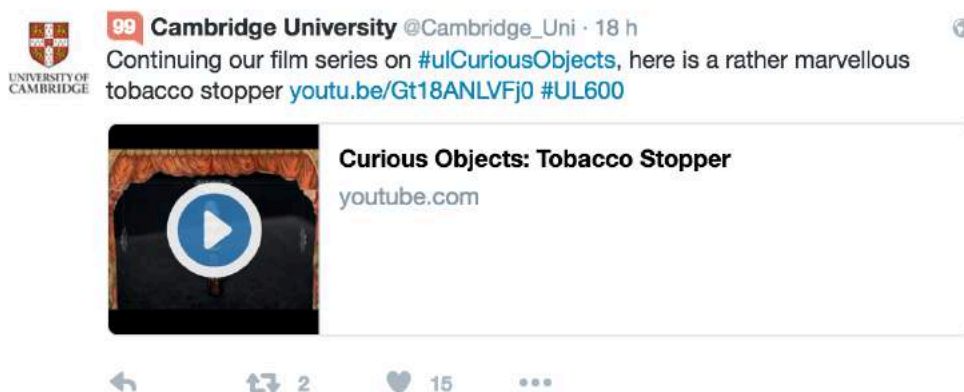 99 Cambridge University @Cambridge_Uni · 18 h
Continuing our film series on #ulCuriousObjects, here is a rather marvellous
tobacco stopper youtu.be/Gt18ANLVFj0 #UL600
UNIVERSITY OF
CAMBRIDGE
Curious Objects: Tobacco Stopper
youtube.com
2 15